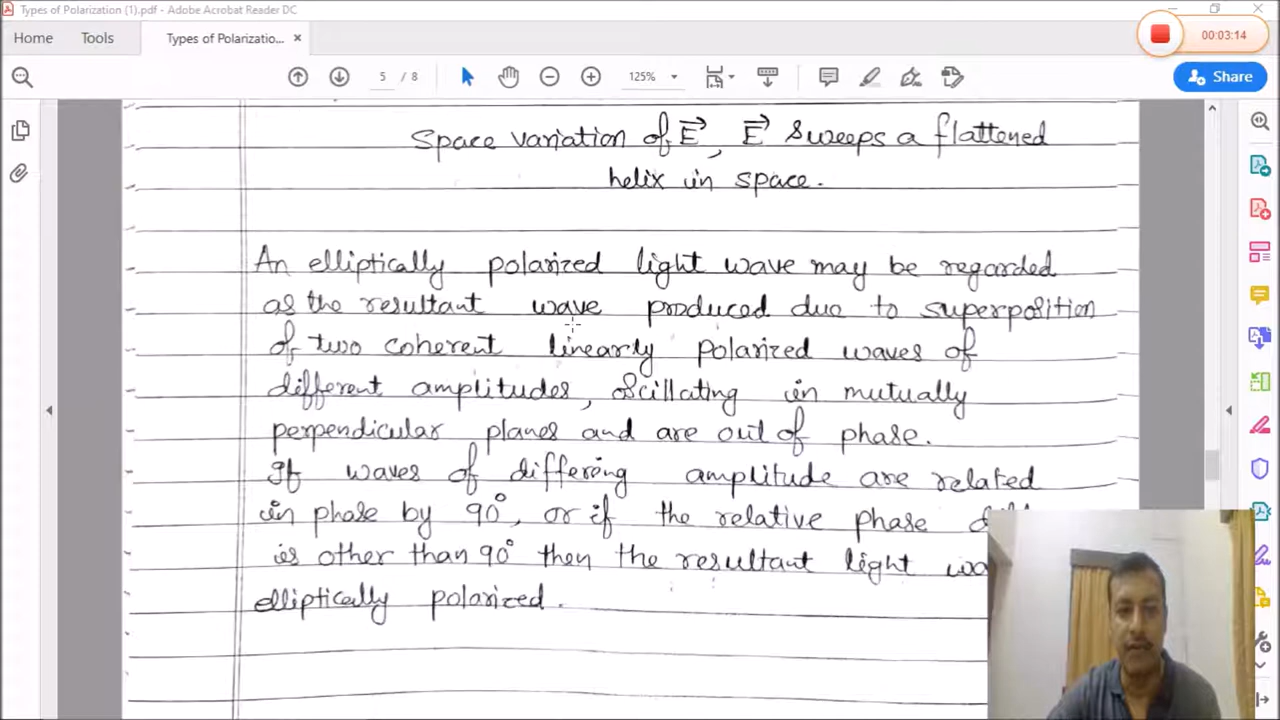 Types of Polarization (1).pdf - Adobe Acrobat Reader DC
Home Tools Types of Polarizatio... ×
00:03:14
5 / 8 125% Share
Space variation of E⃗, E⃗ sweeps a flattened
helix in space.
An elliptically polarized light wave may be regarded
as the resultant wave produced due to superposition
of two coherent linearly polarized waves of
different amplitudes, oscillating in mutually
perpendicular planes and are out of phase.
If waves of differing amplitude are related
in phase by 90°, or if the relative phase
is other than 90° then the resultant light
elliptically polarized.